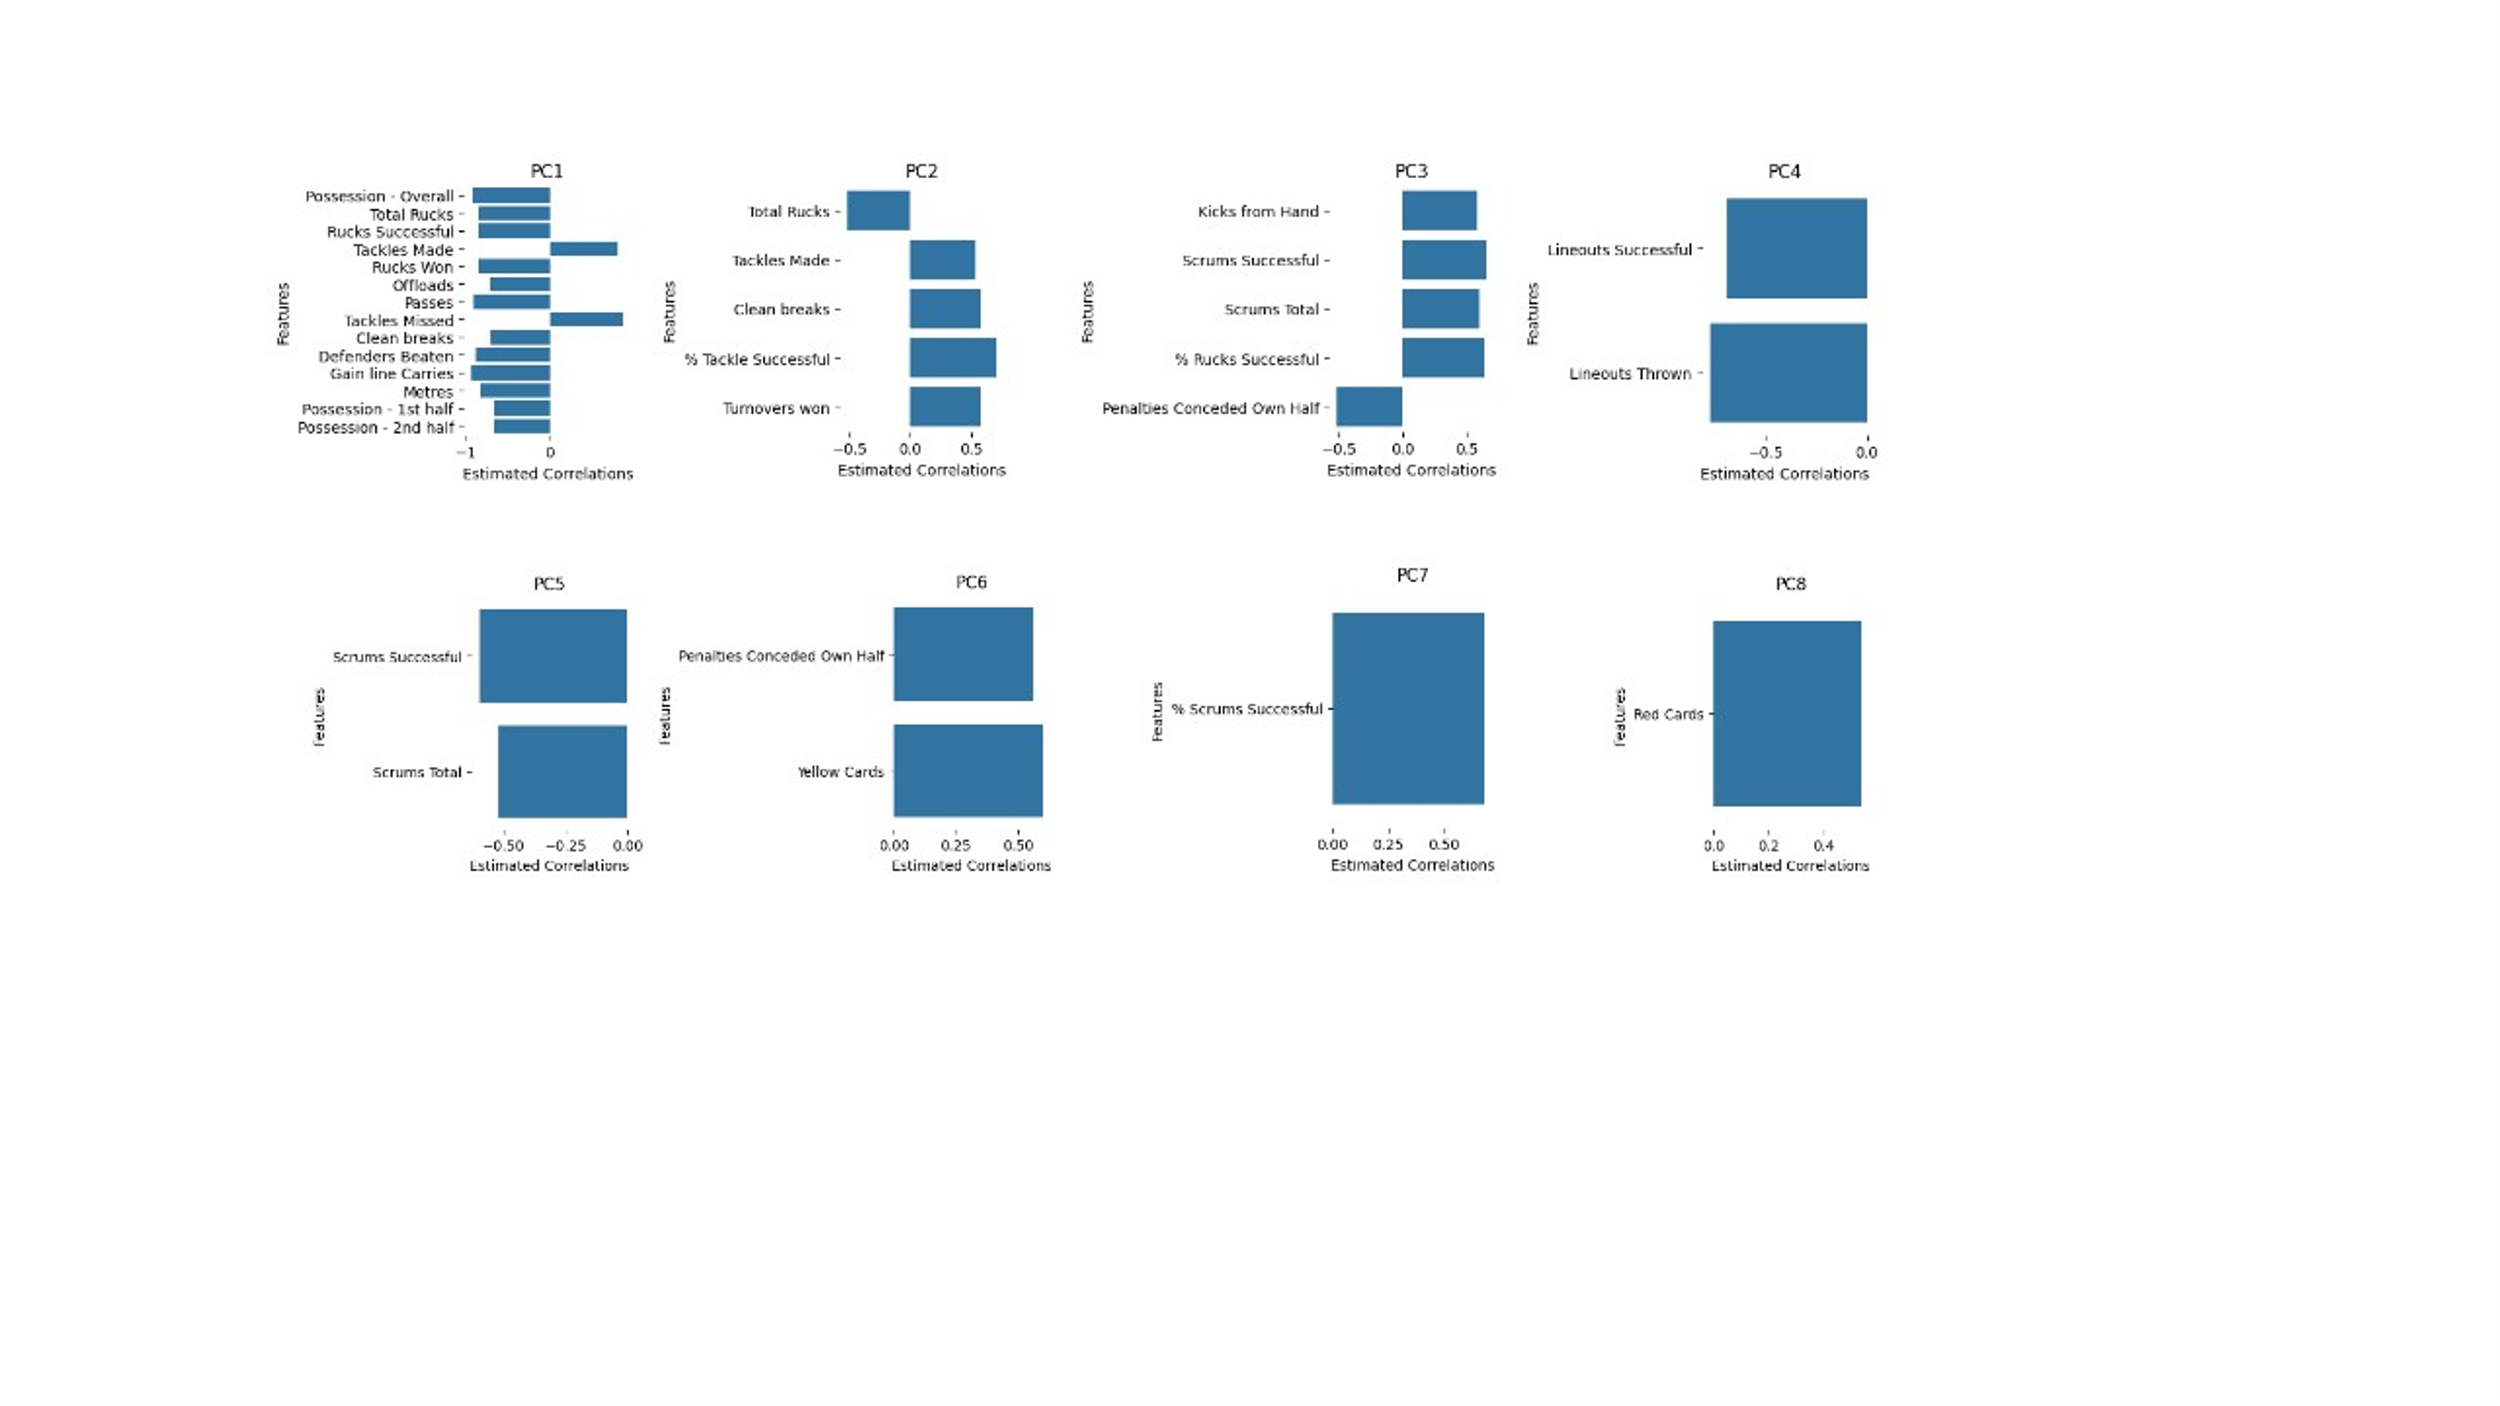 PC1
Possession - Overall
Total Rucks
Rucks Successful
Tackles Made
Rucks Won
Offloads
Passes
Tackles Missed
Clean breaks
Defenders Beaten
Gain line Carries
Metres
Possession - 1st half
Possession - 2nd half
Features
−1 0
Estimated Correlations
PC2
Total Rucks
Tackles Made
Clean breaks
% Tackle Successful
Turnovers won
Features
−0.5 0.0 0.5
Estimated Correlations
PC3
Kicks from Hand
Scrums Successful
Scrums Total
% Rucks Successful
Penalties Conceded Own Half
Features
−0.5 0.0 0.5
Estimated Correlations
PC4
Lineouts Successful
Lineouts Thrown
Features
−0.5 0.0
Estimated Correlations
PC5
Scrums Successful
Scrums Total
Features
−0.50 −0.25 0.00
Estimated Correlations
PC6
Penalties Conceded Own Half
Yellow Cards
Features
0.00 0.25 0.50
Estimated Correlations
PC7
% Scrums Successful
Features
0.00 0.25 0.50
Estimated Correlations
PC8
Red Cards
Features
0.0 0.2 0.4
Estimated Correlations